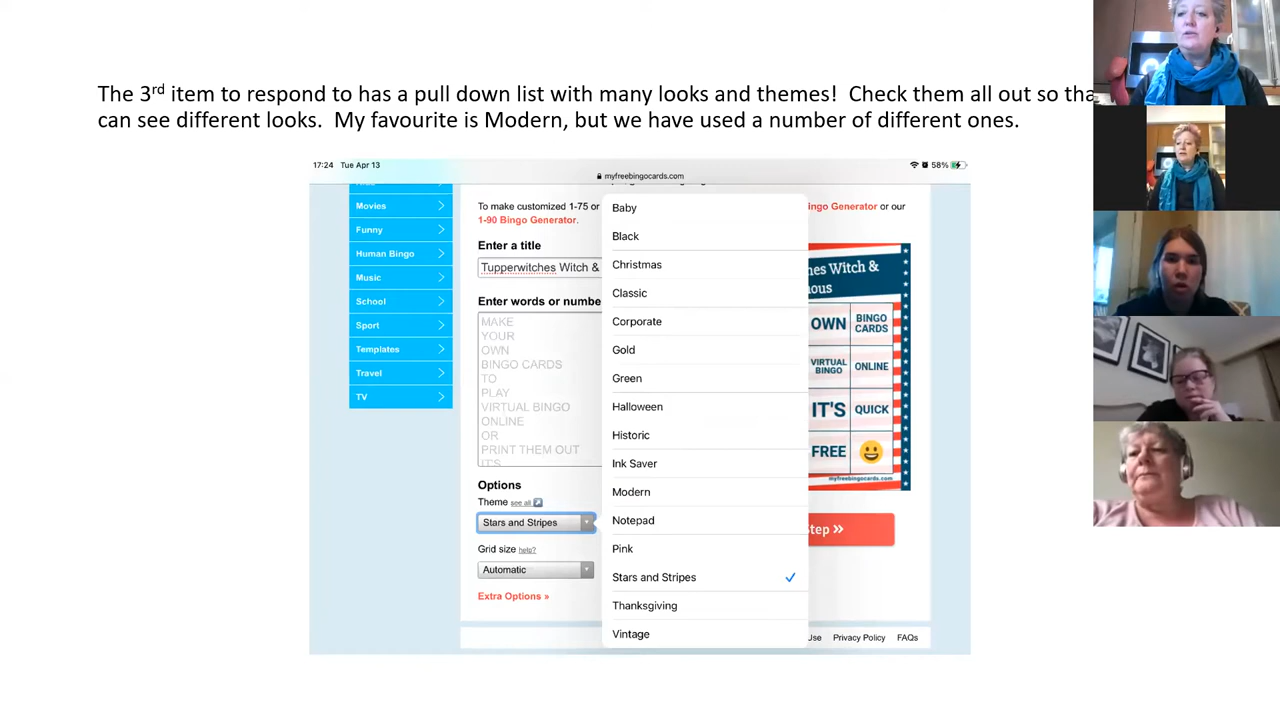 The 3rd item to respond to has a pull down list with many looks and themes! Check them all out so
can see different looks. My favourite is Modern, but we have used a number of different ones.
17:24 Tue Apr 13
58%
myfreebingocards.com
Movies
Funny
Human Bingo
Music
School
Sport
Templates
Travel
TV
To make customized 1-75 or
ingo Generator or our
1-90 Bingo Generator.
Enter a title
Tupperwitches Witch &
Enter words or numbe
MAKE
YOUR
OWN
BINGO CARDS
TO
PLAY
VIRTUAL BINGO
ONLINE
OR
PRINT THEM OUT
IT'S
Options
Theme see all
Stars and Stripes
Grid size help?
Automatic
Extra Options »
Baby
Black
Christmas
Classic
Corporate
Gold
Green
Halloween
Historic
Ink Saver
Modern
Notepad
Pink
Stars and Stripes
Thanksgiving
Vintage
hes Witch &
ous
OWN
BINGO
CARDS
VIRTUAL
BINGO
ONLINE
IT'S
QUICK
FREE
myfreebingocards.com
Step »
Use
Privacy Policy
FAQs